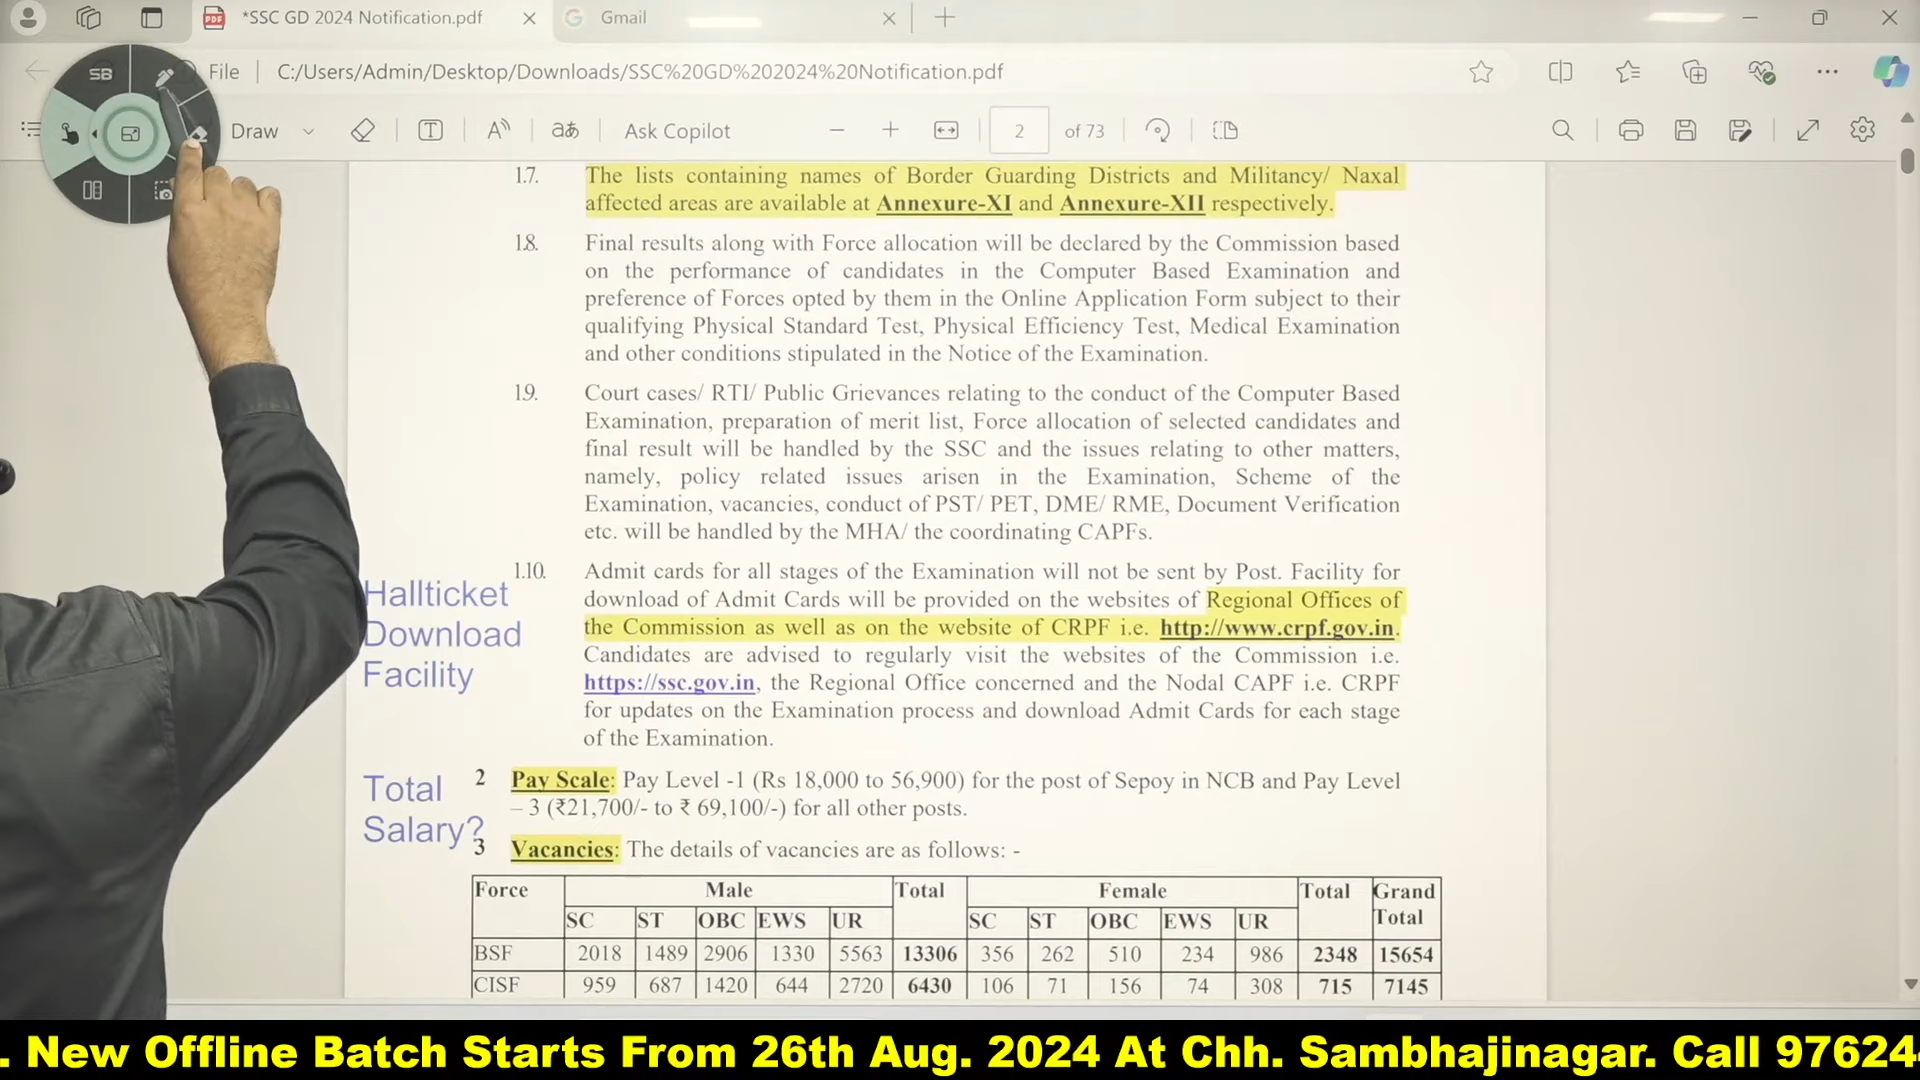 *SSC GD 2024 Notification.pdf
Gmail
SB
File
C:/Users/Admin/Desktop/Downloads/SSC%20GD%202024%20Notification.pdf
Draw
Ask Copilot
2
of 73
1.7. The lists containing names of Border Guarding Districts and Militancy/ Naxal
affected areas are available at Annexure-XI and Annexure-XII respectively.
1.8. Final results along with Force allocation will be declared by the Commission based
on the performance of candidates in the Computer Based Examination and
preference of Forces opted by them in the Online Application Form subject to their
qualifying Physical Standard Test, Physical Efficiency Test, Medical Examination
and other conditions stipulated in the Notice of the Examination.
1.9. Court cases/ RTI/ Public Grievances relating to the conduct of the Computer Based
Examination, preparation of merit list, Force allocation of selected candidates and
final result will be handled by the SSC and the issues relating to other matters,
namely, policy related issues arisen in the Examination, Scheme of the
Examination, vacancies, conduct of PST/ PET, DME/ RME, Document Verification
etc. will be handled by the MHA/ the coordinating CAPFs.
Hallticket
Download
Facility
1.10. Admit cards for all stages of the Examination will not be sent by Post. Facility for
download of Admit Cards will be provided on the websites of Regional Offices of
the Commission as well as on the website of CRPF i.e. http://www.crpf.gov.in.
Candidates are advised to regularly visit the websites of the Commission i.e.
https://ssc.gov.in, the Regional Office concerned and the Nodal CAPF i.e. CRPF
for updates on the Examination process and download Admit Cards for each stage
of the Examination.
Total
Salary?
2 Pay Scale: Pay Level -1 (Rs 18,000 to 56,900) for the post of Sepoy in NCB and Pay Level
– 3 (₹21,700/- to ₹ 69,100/-) for all other posts.
3 Vacancies: The details of vacancies are as follows: -
Force Male Total Female Total Grand Total
SC ST OBC EWS UR SC ST OBC EWS UR
BSF 2018 1489 2906 1330 5563 13306 356 262 510 234 986 2348 15654
CISF 959 687 1420 644 2720 6430 106 71 156 74 308 715 7145
. New Offline Batch Starts From 26th Aug. 2024 At Chh. Sambhajinagar. Call 97624